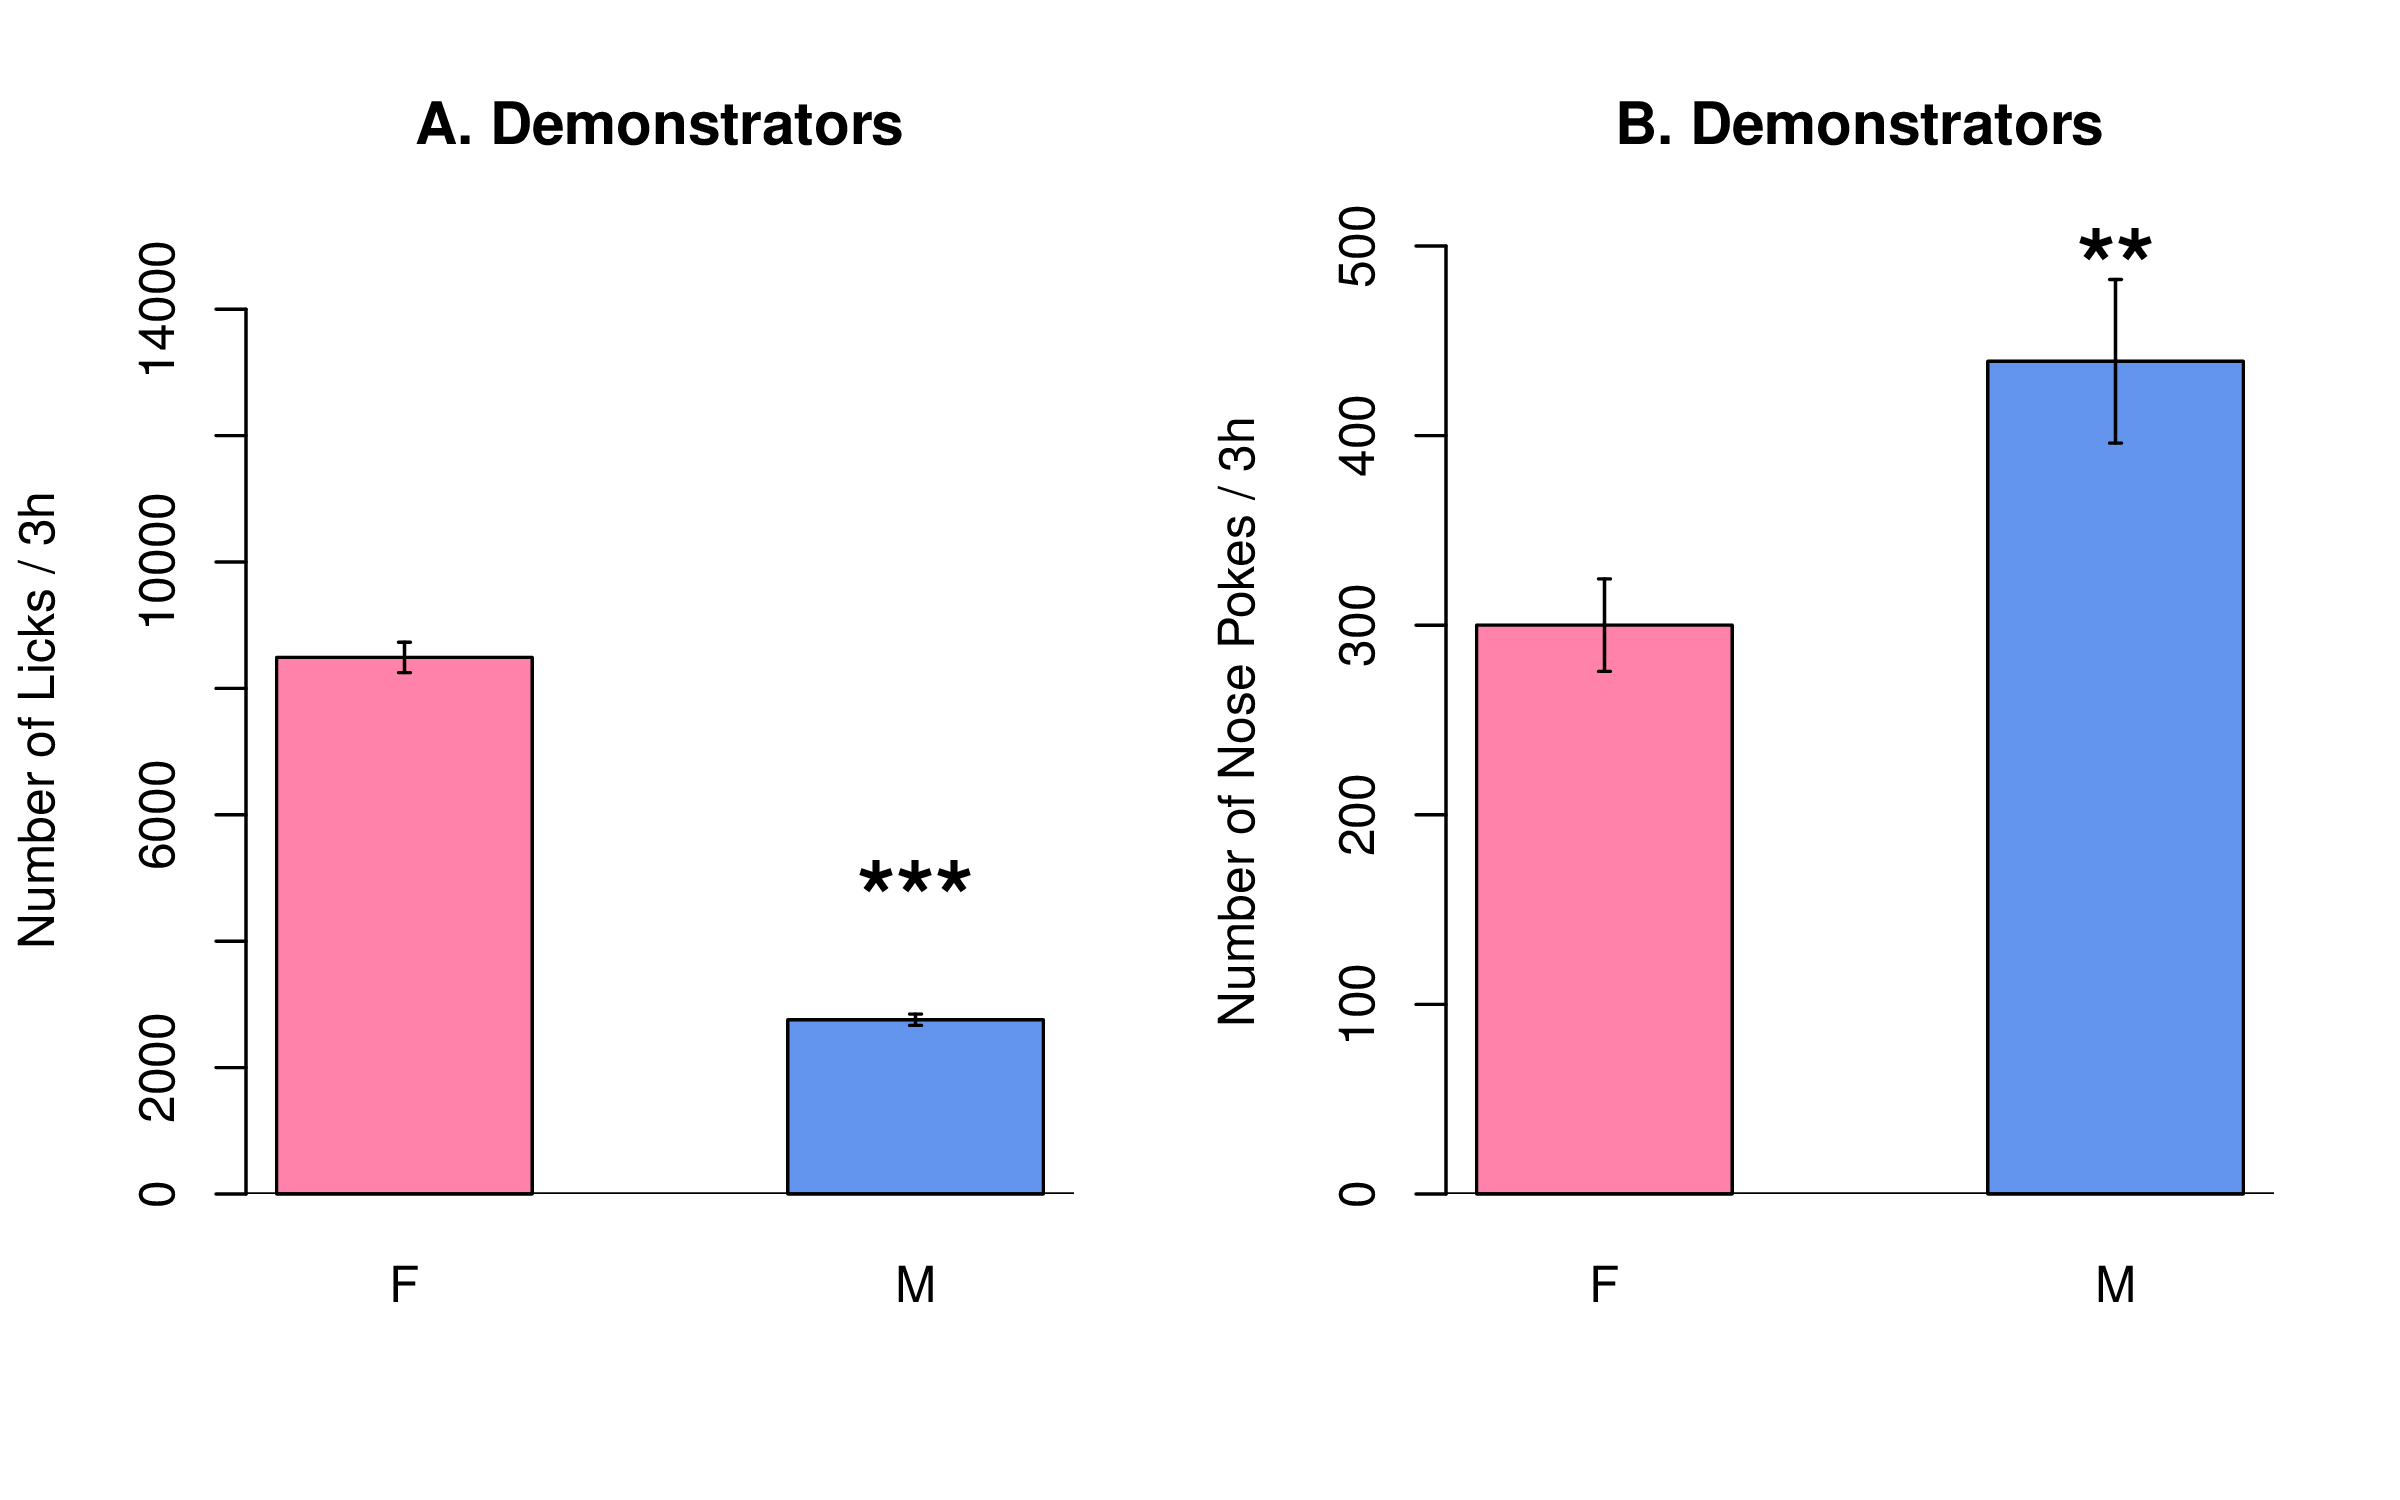 A. Demonstrators
Number of Licks / 3h
14000
10000
6000
2000
0
***
F
M
B. Demonstrators
Number of Nose Pokes / 3h
500
400
300
200
100
0
**
F
M